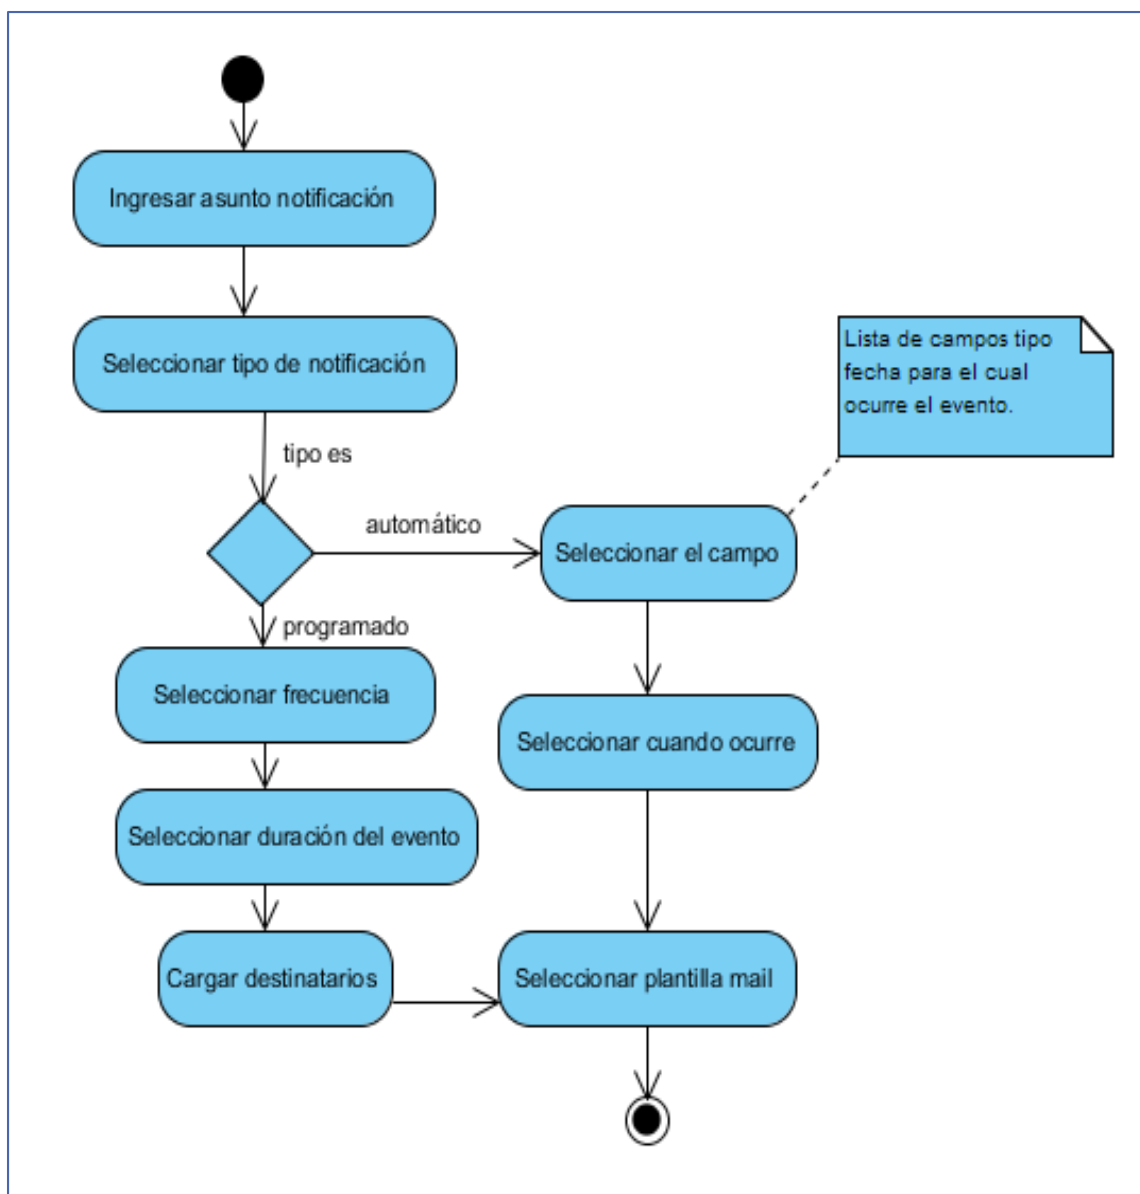 Ingresar asunto notificación
Seleccionar tipo de notificación
Lista de campos tipo
fecha para el cual
ocurre el evento.
tipo es
automático
Seleccionar el campo
programado
Seleccionar frecuencia
Seleccionar cuando ocurre
Seleccionar duración del evento
Cargar destinatarios
Seleccionar plantilla mail